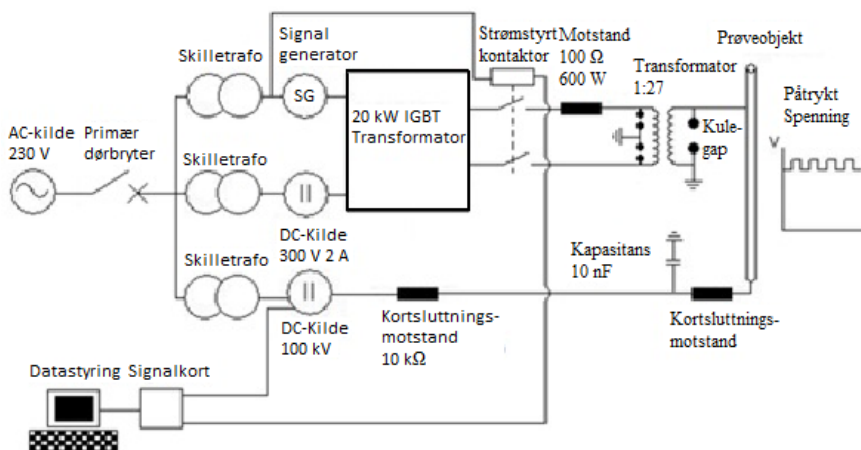 Skilletrafo
Signal
generator
SG
20 kW IGBT
Transformator
Strømstyrt
kontaktor
Motstand
100 Ω
600 W
Transformator
1:27
Prøveobjekt
Påtrykt
Spenning
V
Kule-
gap
AC-kilde
230 V
Primær
dørbryter
Skilletrafo
DC-Kilde
300 V 2 A
Skilletrafo
DC-Kilde
100 kV
Kortsluttnings-
motstand
10 kΩ
Kapasitans
10 nF
Kortsluttnings-
motstand
Datastyring
Signalkort